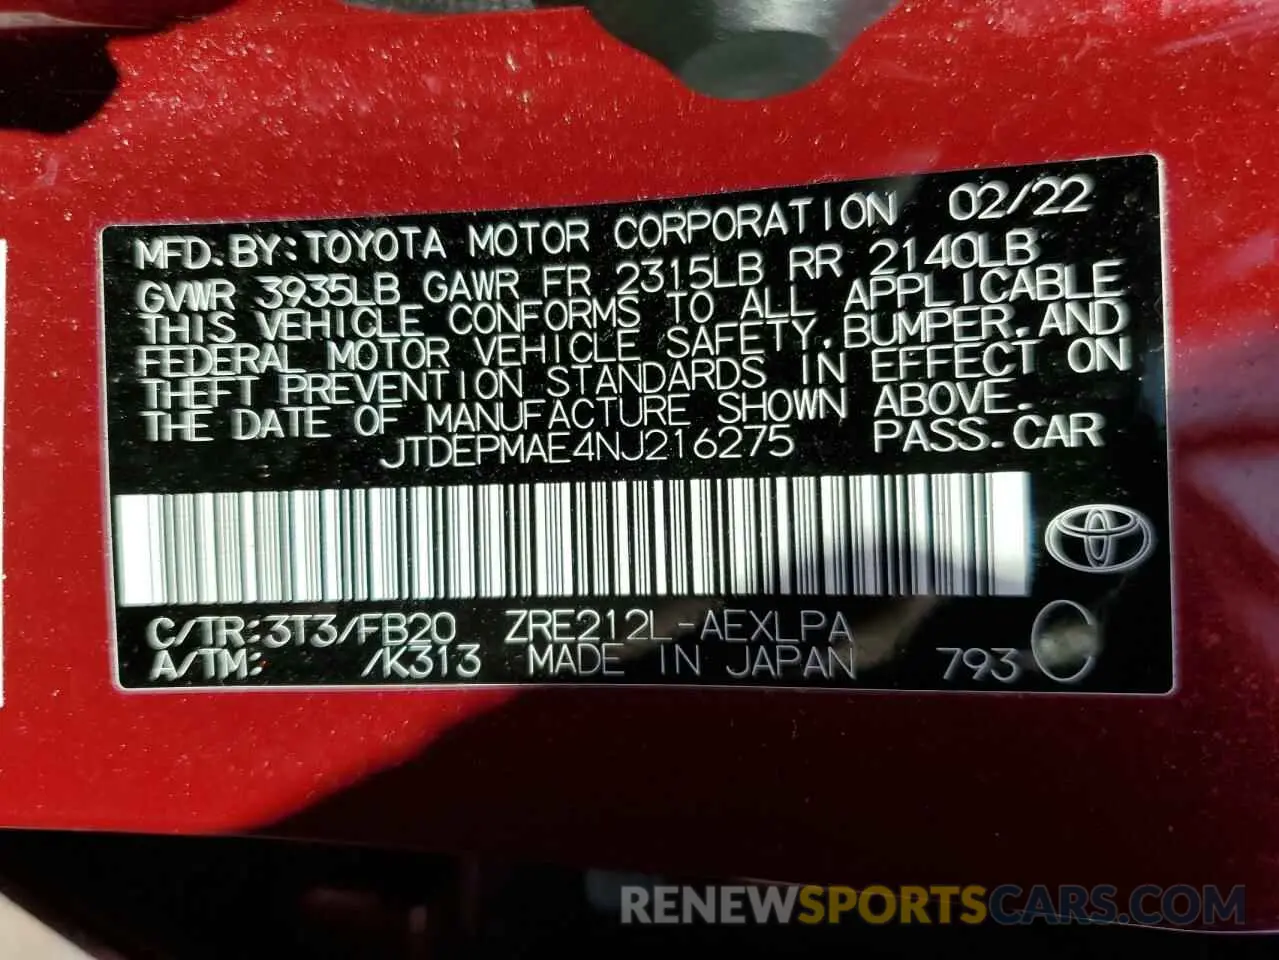 MFD.BY:TOYOTA MOTOR CORPORATION 02/22
GVWR 3935LB GAWR FR 2315LB RR 2140LB
THIS VEHICLE CONFORMS TO ALL APPLICABLE
FEDERAL MOTOR VEHICLE SAFETY,BUMPER,AND
THEFT PREVENTION STANDARDS IN EFFECT ON
THE DATE OF MANUFACTURE SHOWN ABOVE.
JTDEPMAE4NJ216275 PASS.CAR
C/TR:3T3/FB20 ZRE212L-AEXLPA
A/TM: /K313 MADE IN JAPAN 793
RENEWSPORTSCARS.COM